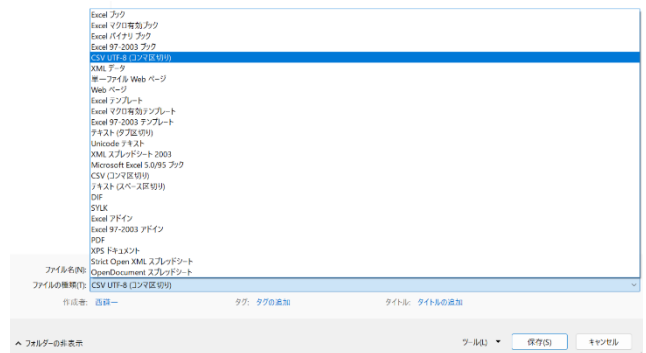 Excel ブック
Excel マクロ有効ブック
Excel バイナリ ブック
Excel 97-2003 ブック
CSV UTF-8 (コンマ区切り)
XML データ
単一ファイル Web ページ
Web ページ
Excel テンプレート
Excel マクロ有効テンプレート
Excel 97-2003 テンプレート
テキスト (タブ区切り)
Unicode テキスト
XML スプレッドシート 2003
Microsoft Excel 5.0/95 ブック
CSV (コンマ区切り)
テキスト (スペース区切り)
DIF
SYLK
Excel アドイン
Excel 97-2003 アドイン
PDF
XPS ドキュメント
Strict Open XML スプレッドシート
ファイル名(N): OpenDocument スプレッドシート
ファイルの種類(T): CSV UTF-8 (コンマ区切り)
作成者: タグ: タグの追加 タイトル: タイトルの追加
フォルダーの非表示 ツール(L) 保存(S) キャンセル